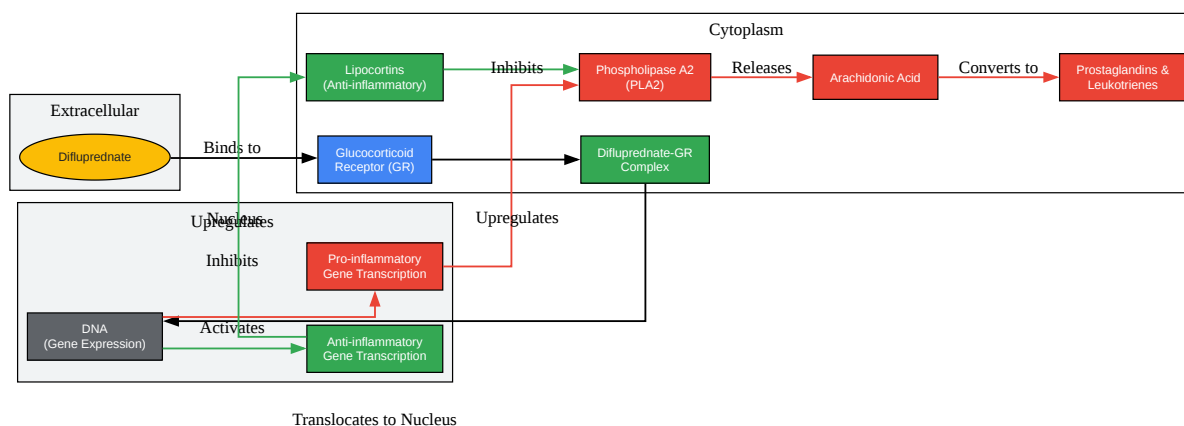 Cytoplasm
Lipocortins
(Anti-inflammatory)
Inhibits
Phospholipase A2
(PLA2)
Releases
Arachidonic Acid
Converts to
Prostaglandins &
Leukotrienes
Extracellular
Difluprednate
Binds to
Glucocorticoid
Receptor (GR)
Difluprednate-GR
Complex
Nucleus
Upregulates
Upregulates
Inhibits
Pro-inflammatory
Gene Transcription
DNA
(Gene Expression)
Activates
Anti-inflammatory
Gene Transcription
Translocates to Nucleus